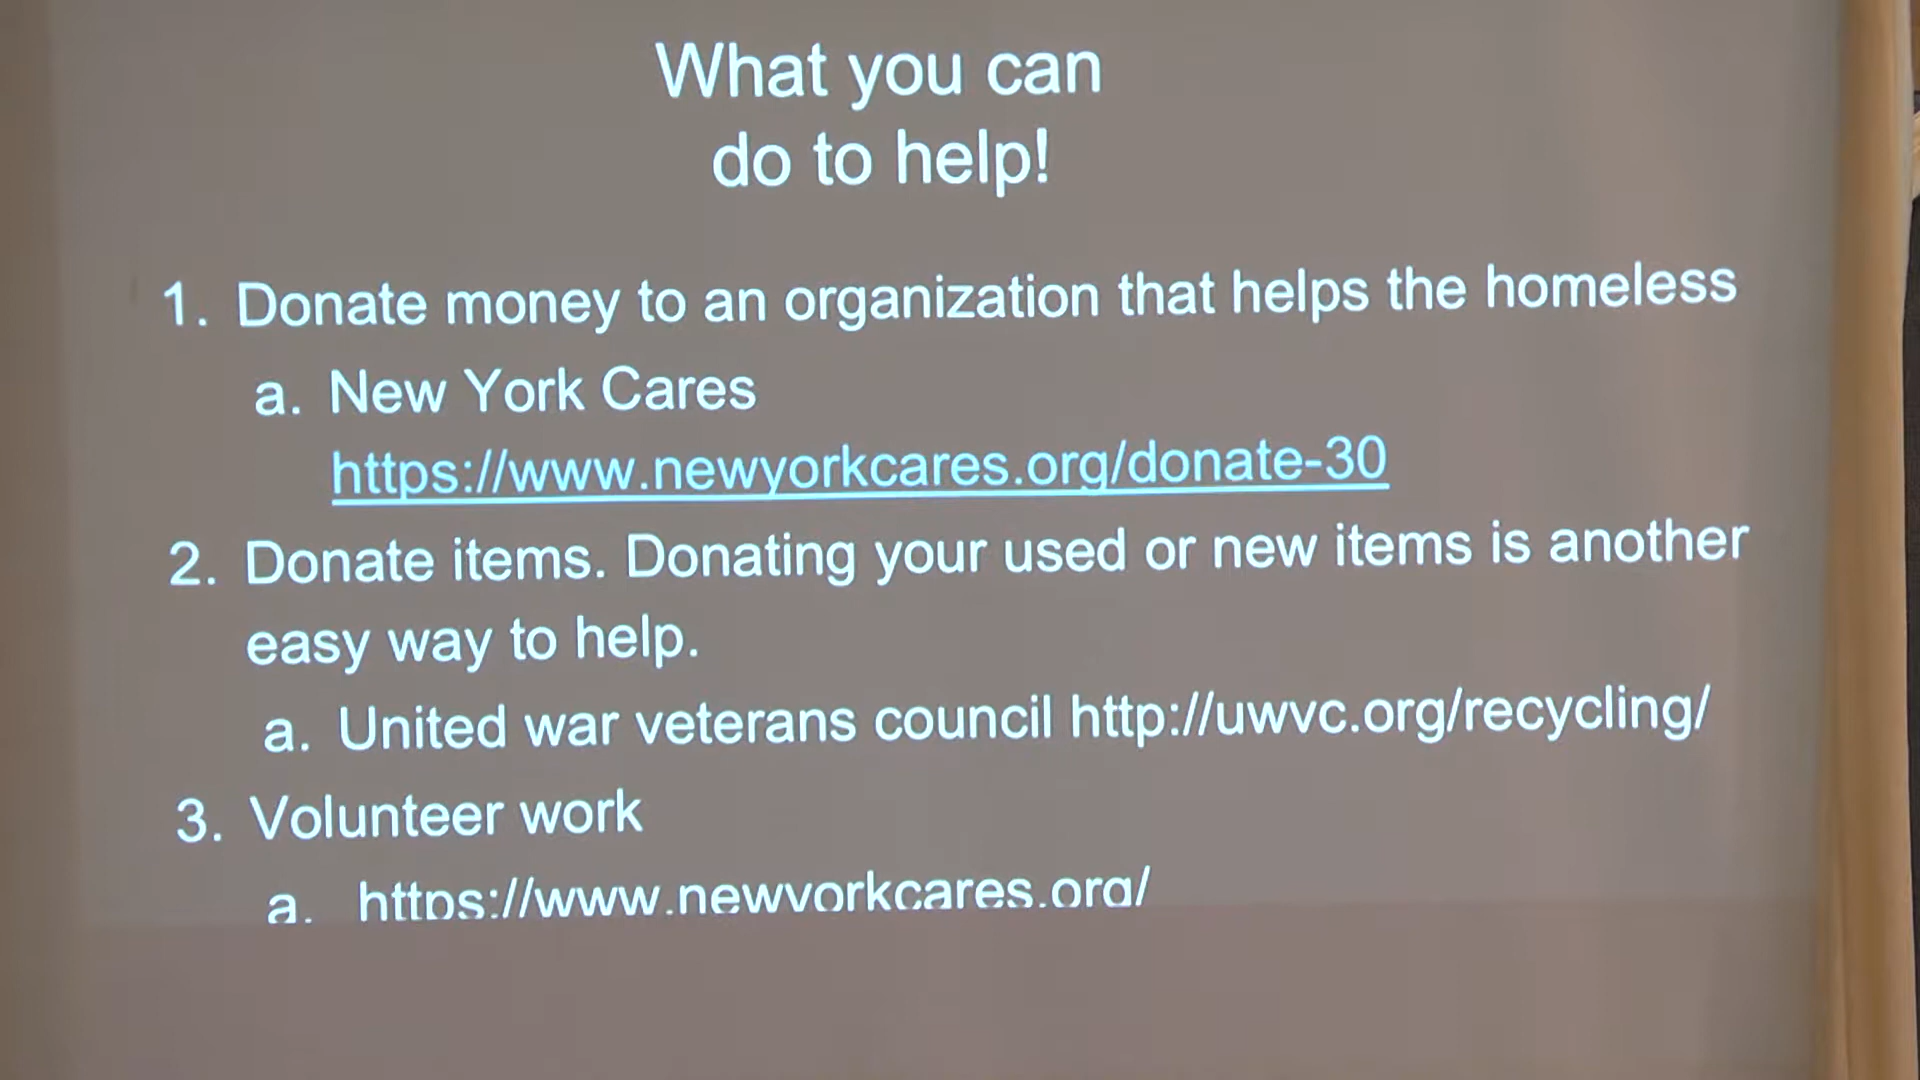 What you can
do to help!
1. Donate money to an organization that helps the homeless
a. New York Cares
https://www.newyorkcares.org/donate-30
2. Donate items. Donating your used or new items is another
easy way to help.
a. United war veterans council http://uwvc.org/recycling/
3. Volunteer work
a. https://www.newyorkcares.org/